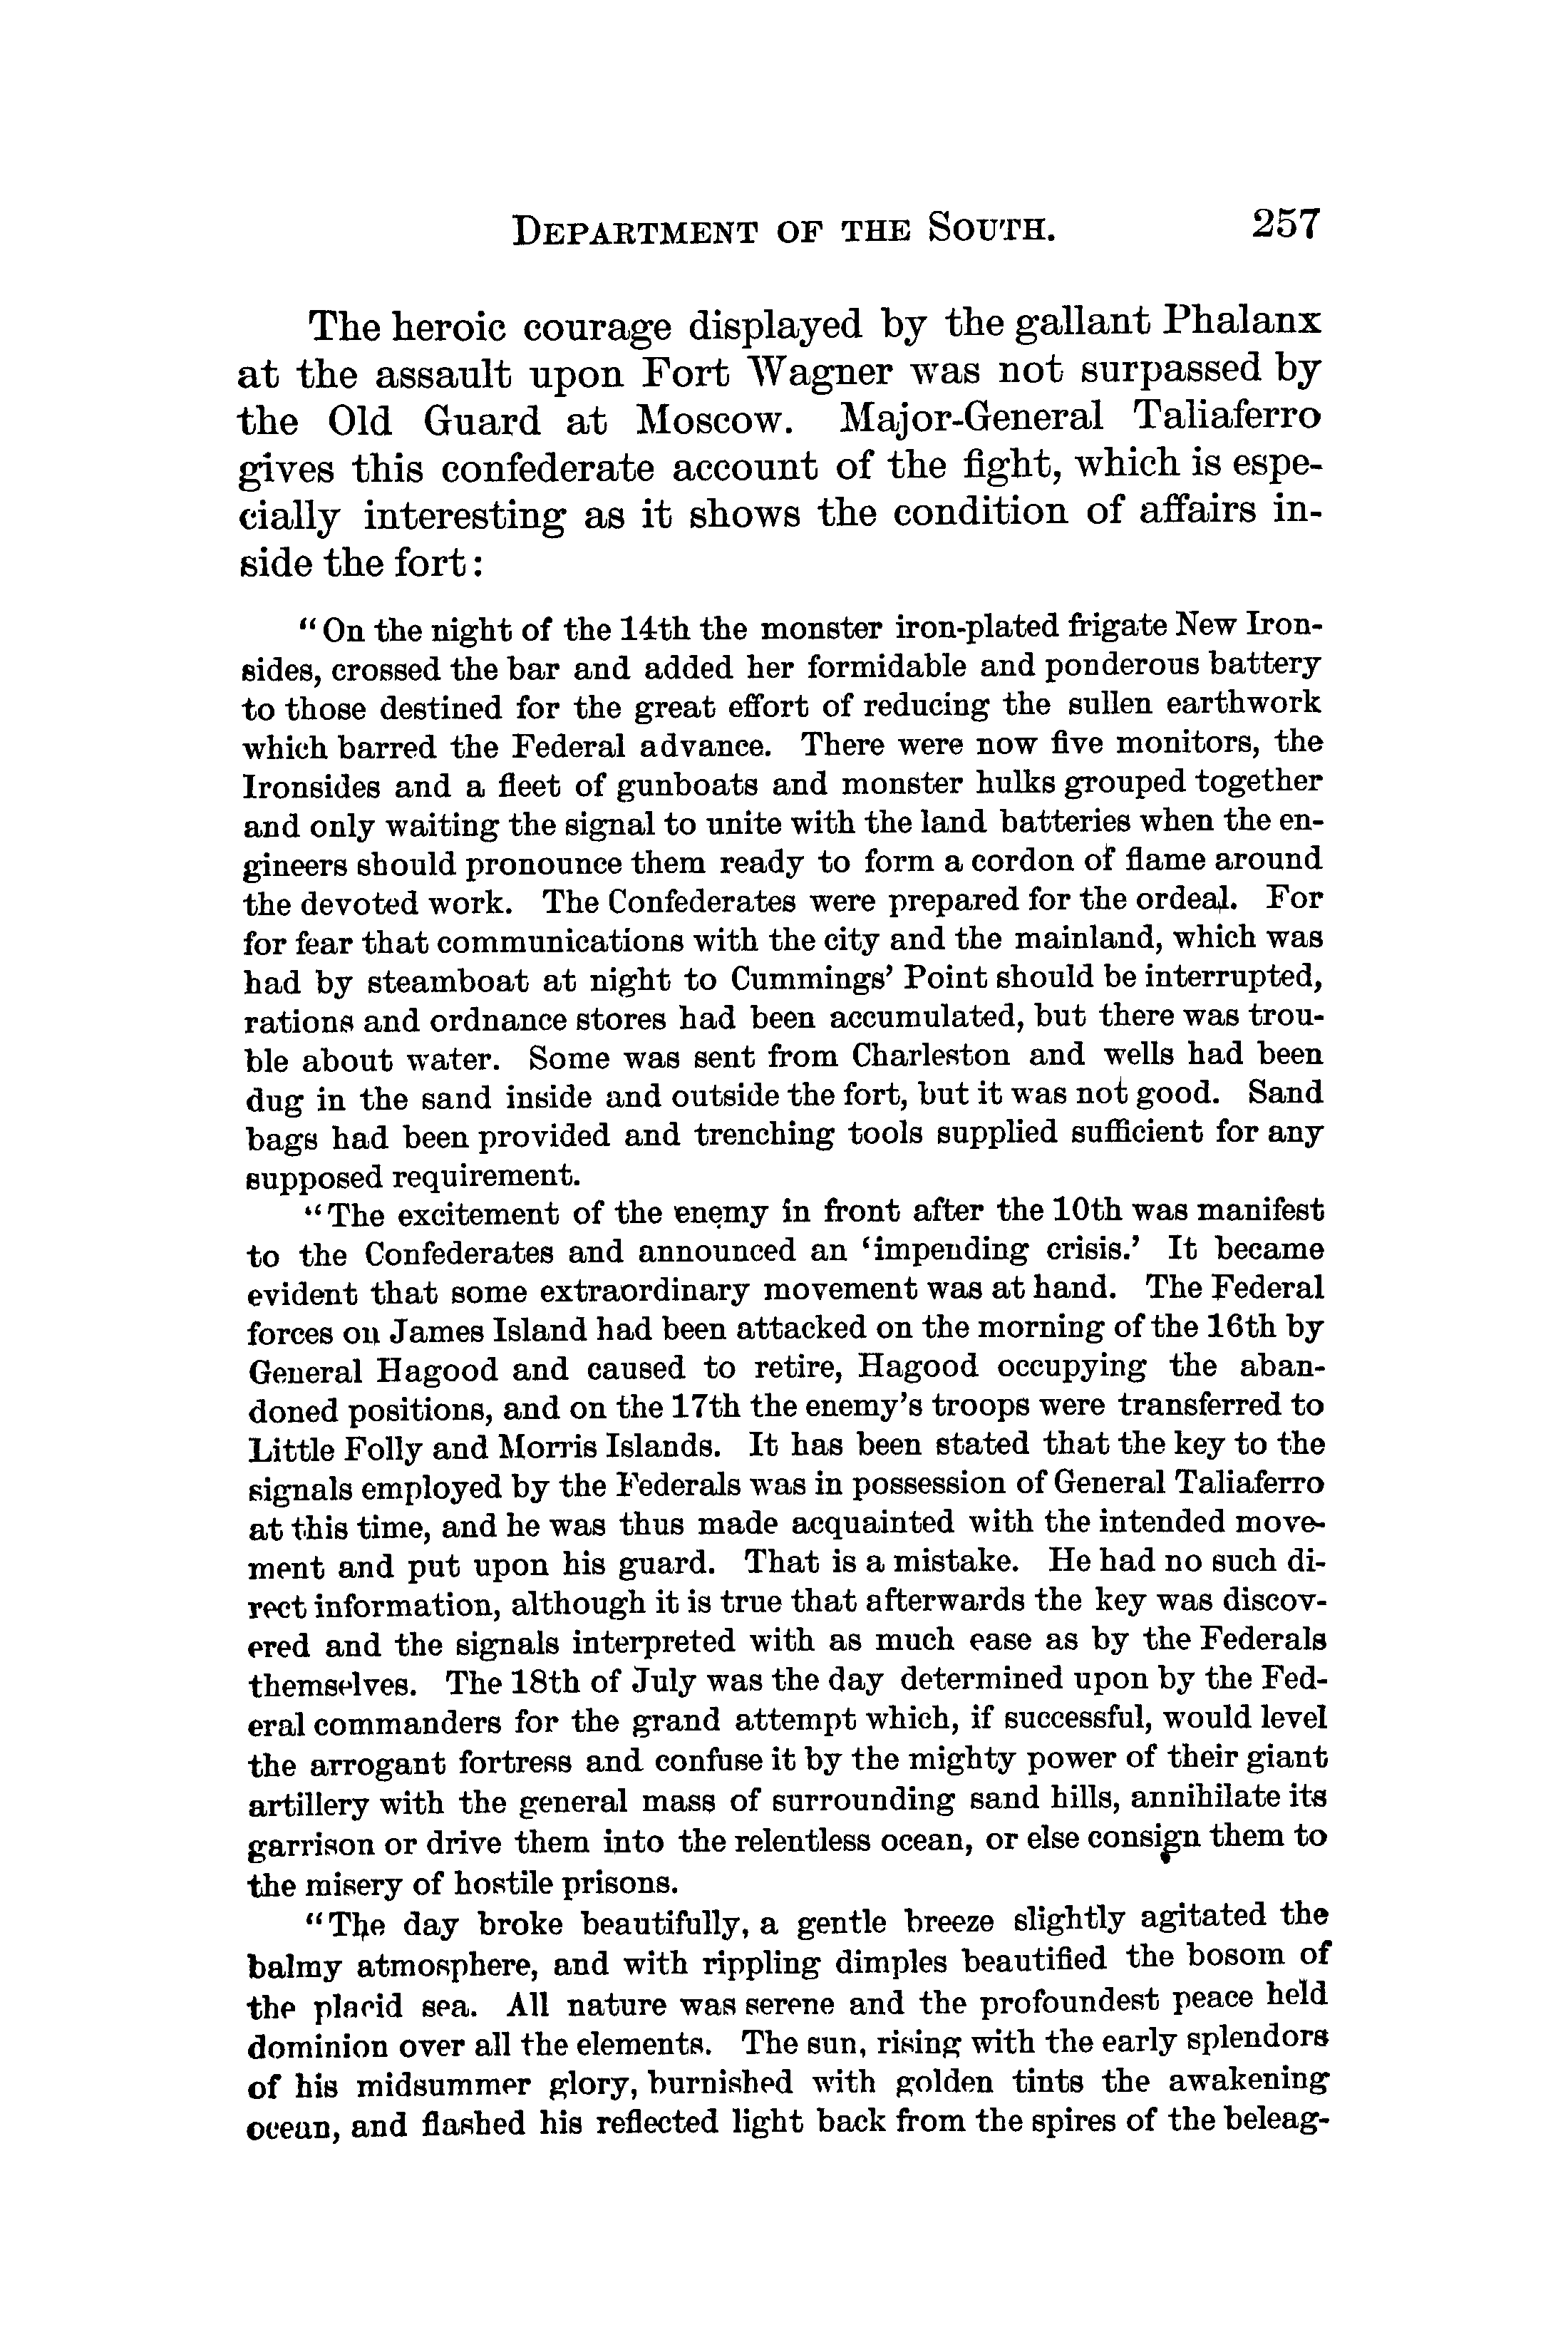 DEPARTMENT OF THE SOUTH. 257
The heroic courage displayed by the gallant Phalanx
at the assault upon Fort Wagner was not surpassed by
the Old Guard at Moscow. Major-General Taliaferro
gives this confederate account of the fight, which is espe-
cially interesting as it shows the condition of affairs in-
side the fort:
"On the night of the 14th the monster iron-plated frigate New Iron-
sides, crossed the bar and added her formidable and ponderous battery
to those destined for the great effort of reducing the sullen earthwork
which barred the Federal advance. There were now five monitors, the
Ironsides and a fleet of gunboats and monster hulks grouped together
and only waiting the signal to unite with the land batteries when the en-
gineers should pronounce them ready to form a cordon of flame around
the devoted work. The Confederates were prepared for the ordeal. For
for fear that communications with the city and the mainland, which was
had by steamboat at night to Cummings' Point should be interrupted,
rations and ordnance stores had been accumulated, but there was trou-
ble about water. Some was sent from Charleston and wells had been
dug in the sand inside and outside the fort, but it was not good. Sand
bags had been provided and trenching tools supplied sufficient for any
supposed requirement.
"The excitement of the enemy in front after the 10th was manifest
to the Confederates and announced an 'impending crisis.' It became
evident that some extraordinary movement was at hand. The Federal
forces on James Island had been attacked on the morning of the 16th by
General Hagood and caused to retire, Hagood occupying the aban-
doned positions, and on the 17th the enemy's troops were transferred to
Little Folly and Morris Islands. It has been stated that the key to the
signals employed by the Federals was in possession of General Taliaferro
at this time, and he was thus made acquainted with the intended move-
ment and put upon his guard. That is a mistake. He had no such di-
rect information, although it is true that afterwards the key was discov-
ered and the signals interpreted with as much ease as by the Federals
themselves. The 18th of July was the day determined upon by the Fed-
eral commanders for the grand attempt which, if successful, would level
the arrogant fortress and confuse it by the mighty power of their giant
artillery with the general mass of surrounding sand hills, annihilate its
garrison or drive them into the relentless ocean, or else consign them to
the misery of hostile prisons.
"The day broke beautifully, a gentle breeze slightly agitated the
balmy atmosphere, and with rippling dimples beautified the bosom of
the placid sea. All nature was serene and the profoundest peace held
dominion over all the elements. The sun, rising with the early splendors
of his midsummer glory, burnished with golden tints the awakening
ocean, and flashed his reflected light back from the spires of the beleag-